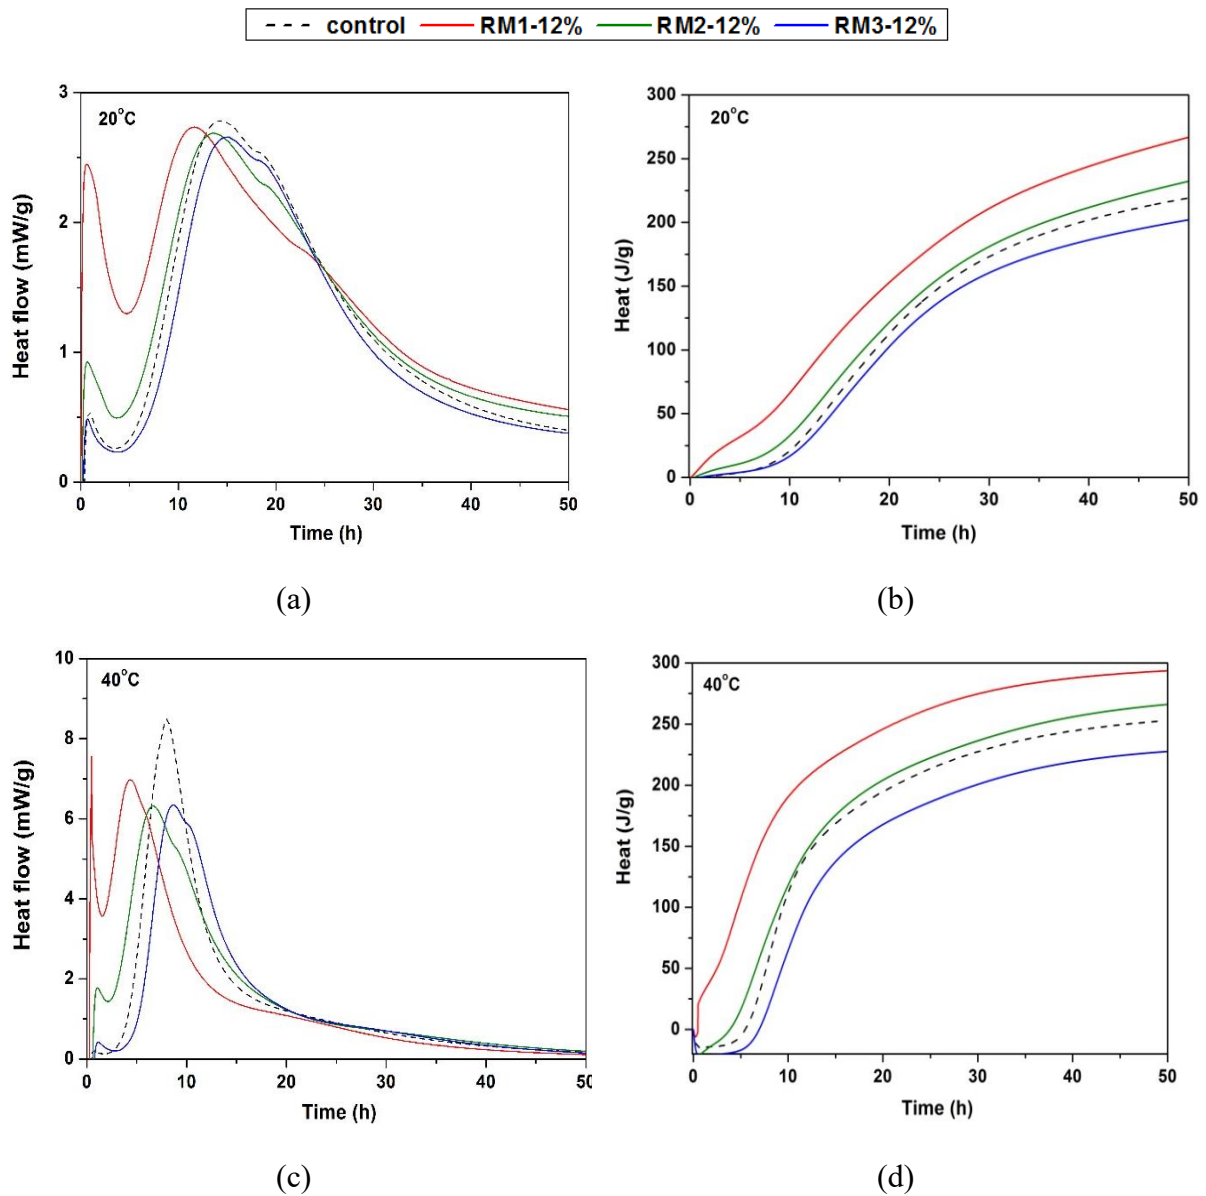 control RM1-12% RM2-12% RM3-12%
20°C
Heat flow (mW/g)
3
2
1
0
0 10 20 30 40 50
Time (h)
(a)
20°C
Heat (J/g)
300
250
200
150
100
50
0
0 10 20 30 40 50
Time (h)
(b)
40°C
Heat flow (mW/g)
10
8
6
4
2
0
0 10 20 30 40 50
Time (h)
(c)
40°C
Heat (J/g)
300
250
200
150
100
50
0
0 10 20 30 40 50
Time (h)
(d)